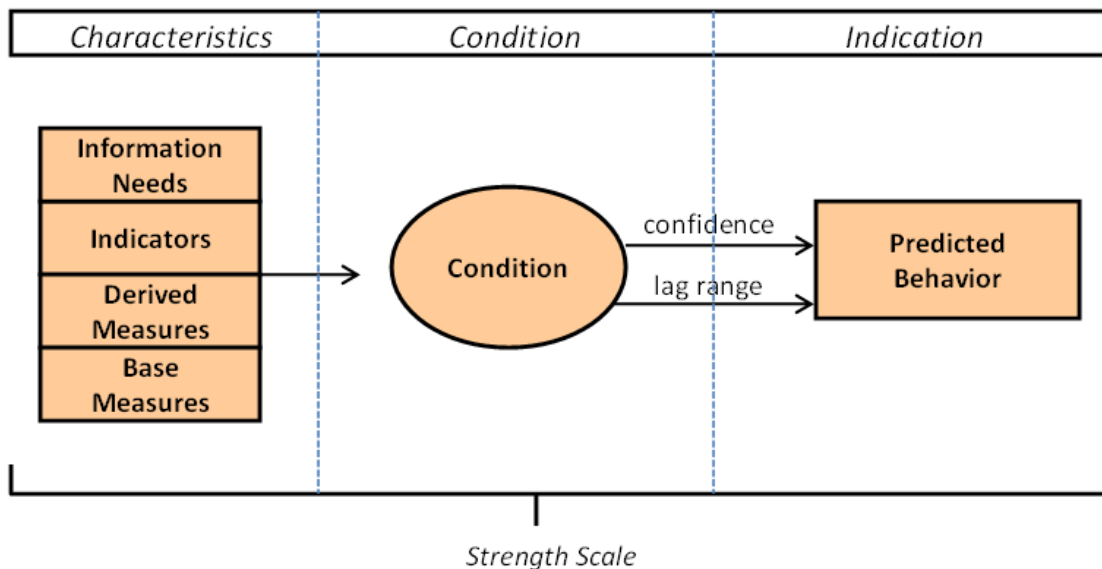 Characteristics
Condition
Indication
Information
Needs
Indicators
Derived
Measures
Base
Measures
Condition
confidence
lag range
Predicted
Behavior
Strength Scale